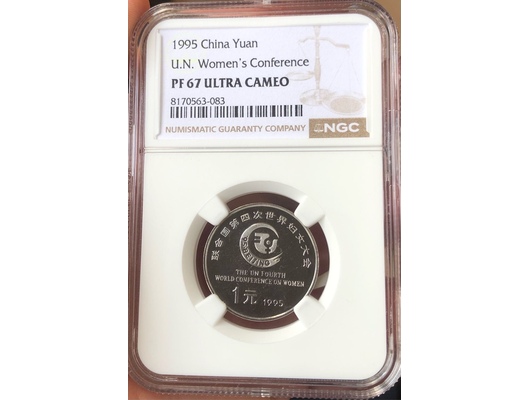 1995 China Yuan
U.N. Women's Conference
PF 67 ULTRA CAMEO
8170563-083
NUMISMATIC GUARANTY COMPANY
NGC
联合国第四次世界妇女大会
BEIJING
THE UN FOURTH
WORLD CONFERENCE ON WOMEN
1元 1995